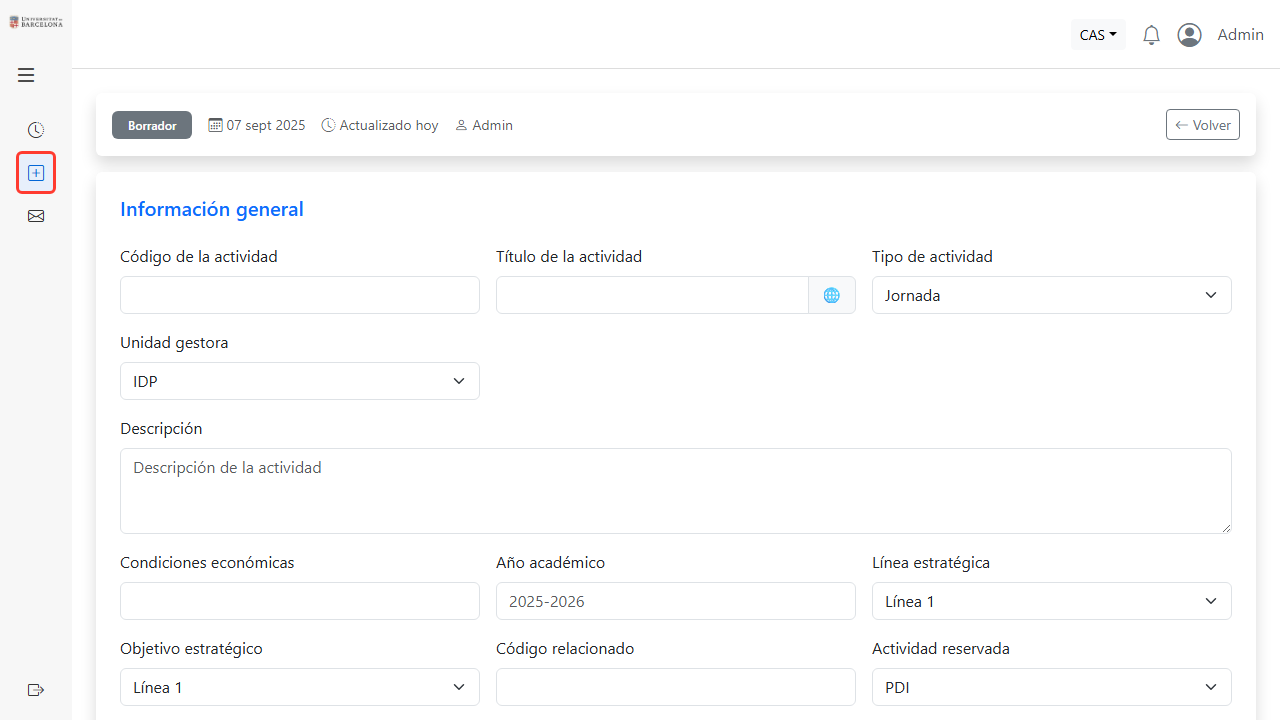 UNIVERSITAT DE
BARCELONA
CAS
Admin
Borrador
07 sept 2025
Actualizado hoy
Admin
Volver
Información general
Código de la actividad
Título de la actividad
Tipo de actividad
Jornada
Unidad gestora
IDP
Descripción
Descripción de la actividad
Condiciones económicas
Año académico
Línea estratégica
2025-2026
Línea 1
Objetivo estratégico
Código relacionado
Actividad reservada
Línea 1
PDI